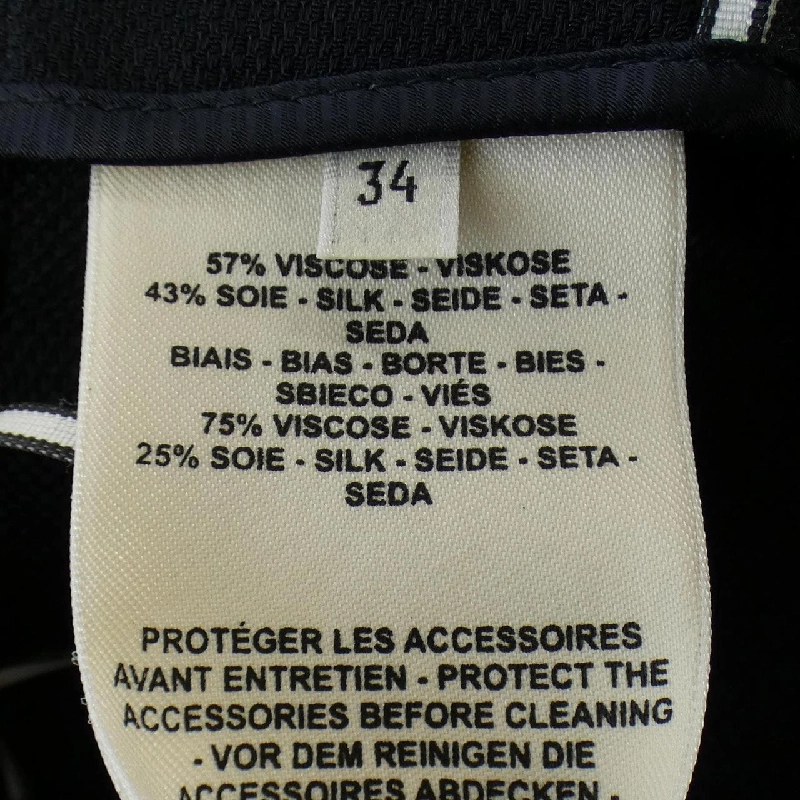 34
57% VISCOSE - VISKOSE
43% SOIE - SILK - SEIDE - SETA -
SEDA
BIAIS - BIAS - BORTE - BIES -
SBIECO - VIÉS
75% VISCOSE - VISKOSE
25% SOIE - SILK - SEIDE - SETA -
SEDA
PROTÉGER LES ACCESSOIRES
AVANT ENTRETIEN - PROTECT THE
ACCESSORIES BEFORE CLEANING
- VOR DEM REINIGEN DIE
ACCESSOIRES ABDECKEN -